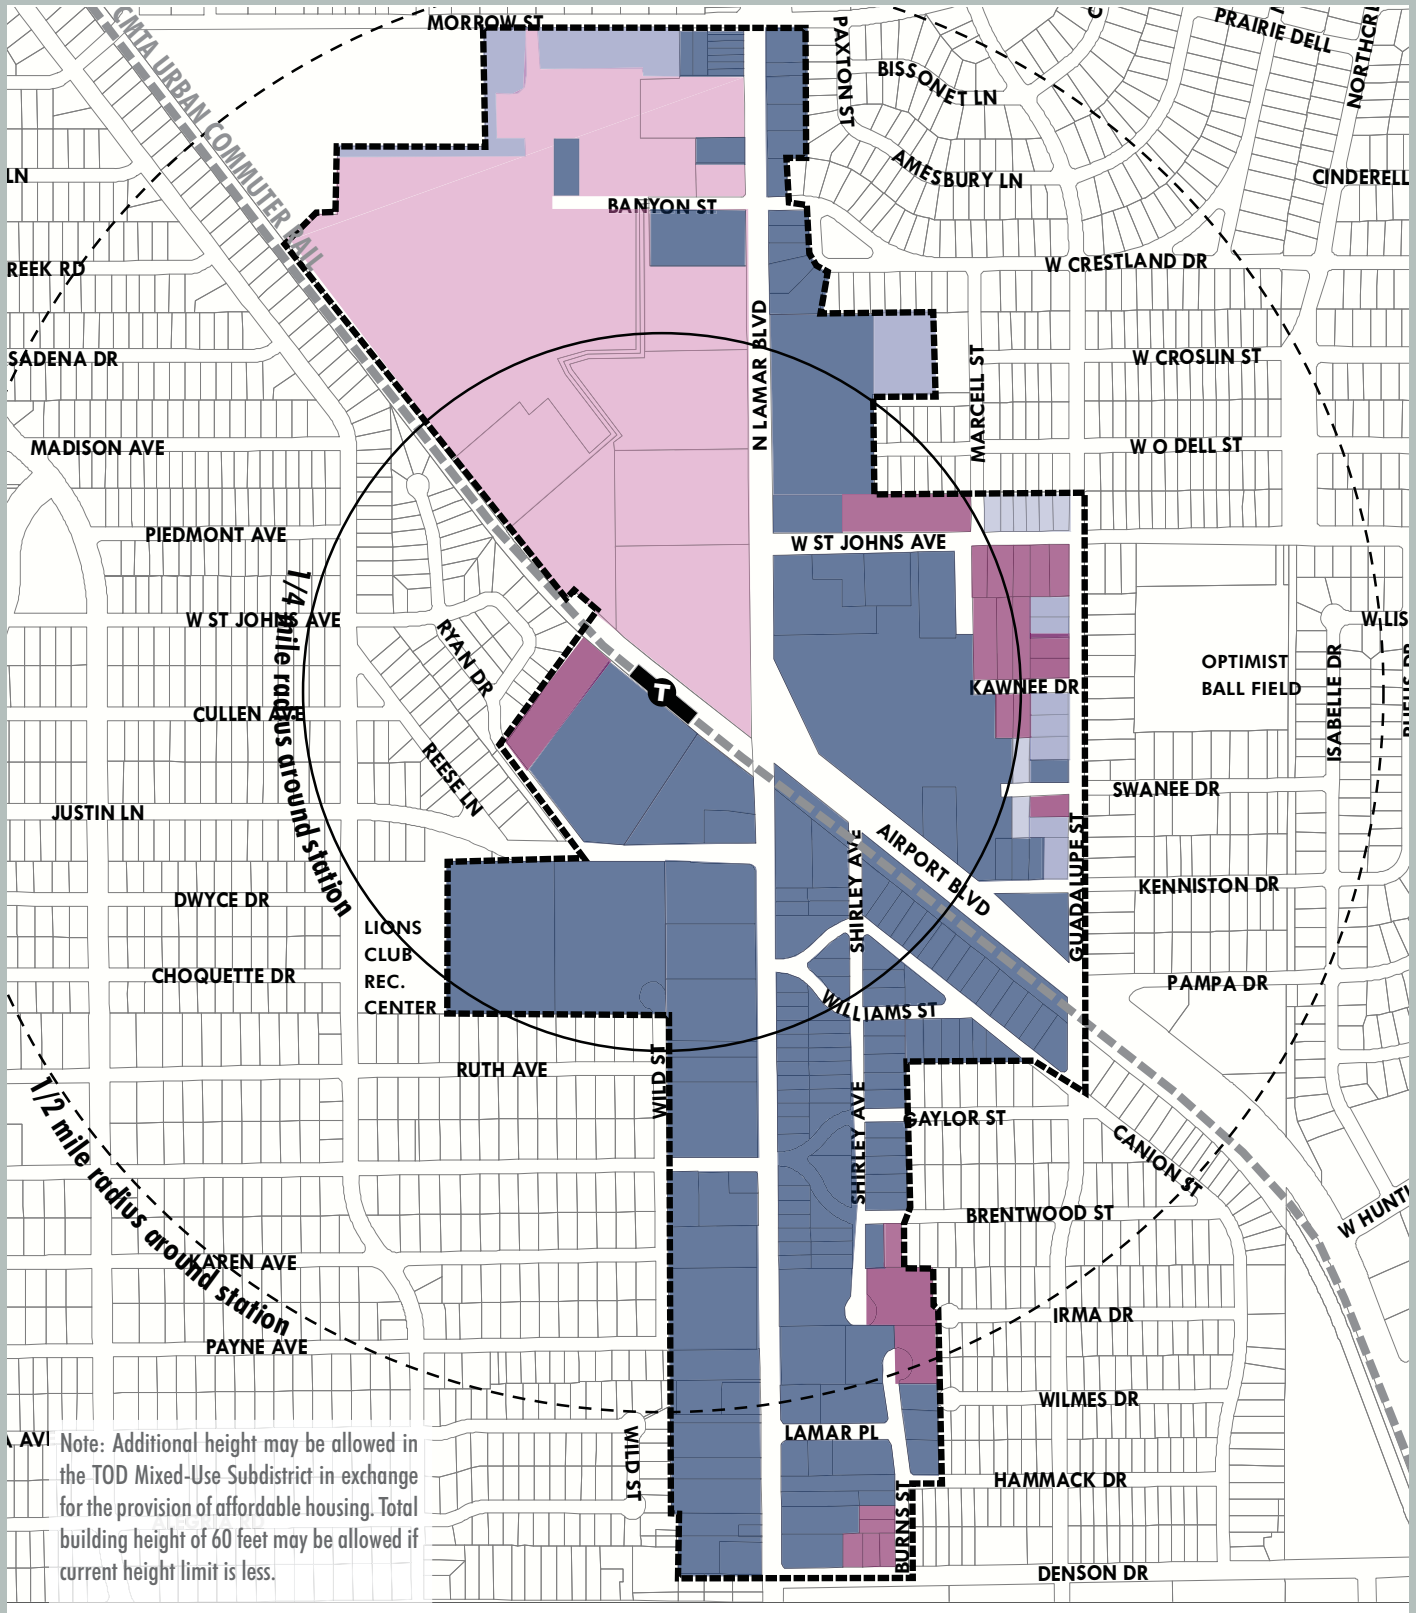 MORROW ST
CMTA URBAN COMMUTER RAIL
PAXTON ST
PRAIRIE DELL
BISSONET LN
AMESBURY LN
LN
CINDERELL
BANYON ST
REEK RD
W CRESTLAND DR
N LAMAR BLVD
SADENA DR
MARCELL ST
W CROSLIN ST
MADISON AVE
W O DELL ST
PIEDMONT AVE
W ST JOHNS AVE
1/4 mile radius around station
W ST JOHNS AVE
W LIS
RYAN DR
OPTIMIST
BALL FIELD
ISABELLE DR
T
KAWNEE DR
CULLEN AVE
REESE LN
JUSTIN LN
SWANEE DR
AIRPORT BLVD
SHIRLEY AVE
GUADALUPE ST
KENNISTON DR
DWYCE DR
LIONS
CLUB
REC.
CENTER
CHOQUETTE DR
PAMPA DR
WILLIAMS ST
RUTH AVE
WILD ST
SHIRLEY AVE
GAYLOR ST
CANION ST
1/2 mile radius around station
BRENTWOOD ST
W HUNTL
KAREN AVE
IRMA DR
PAYNE AVE
WILMES DR
LAMAR PL
WILD ST
HAMMACK DR
BURNS ST
DENSON DR
Note: Additional height may be allowed in
the TOD Mixed-Use Subdistrict in exchange
for the provision of affordable housing. Total
building height of 60 feet may be allowed if
current height limit is less.